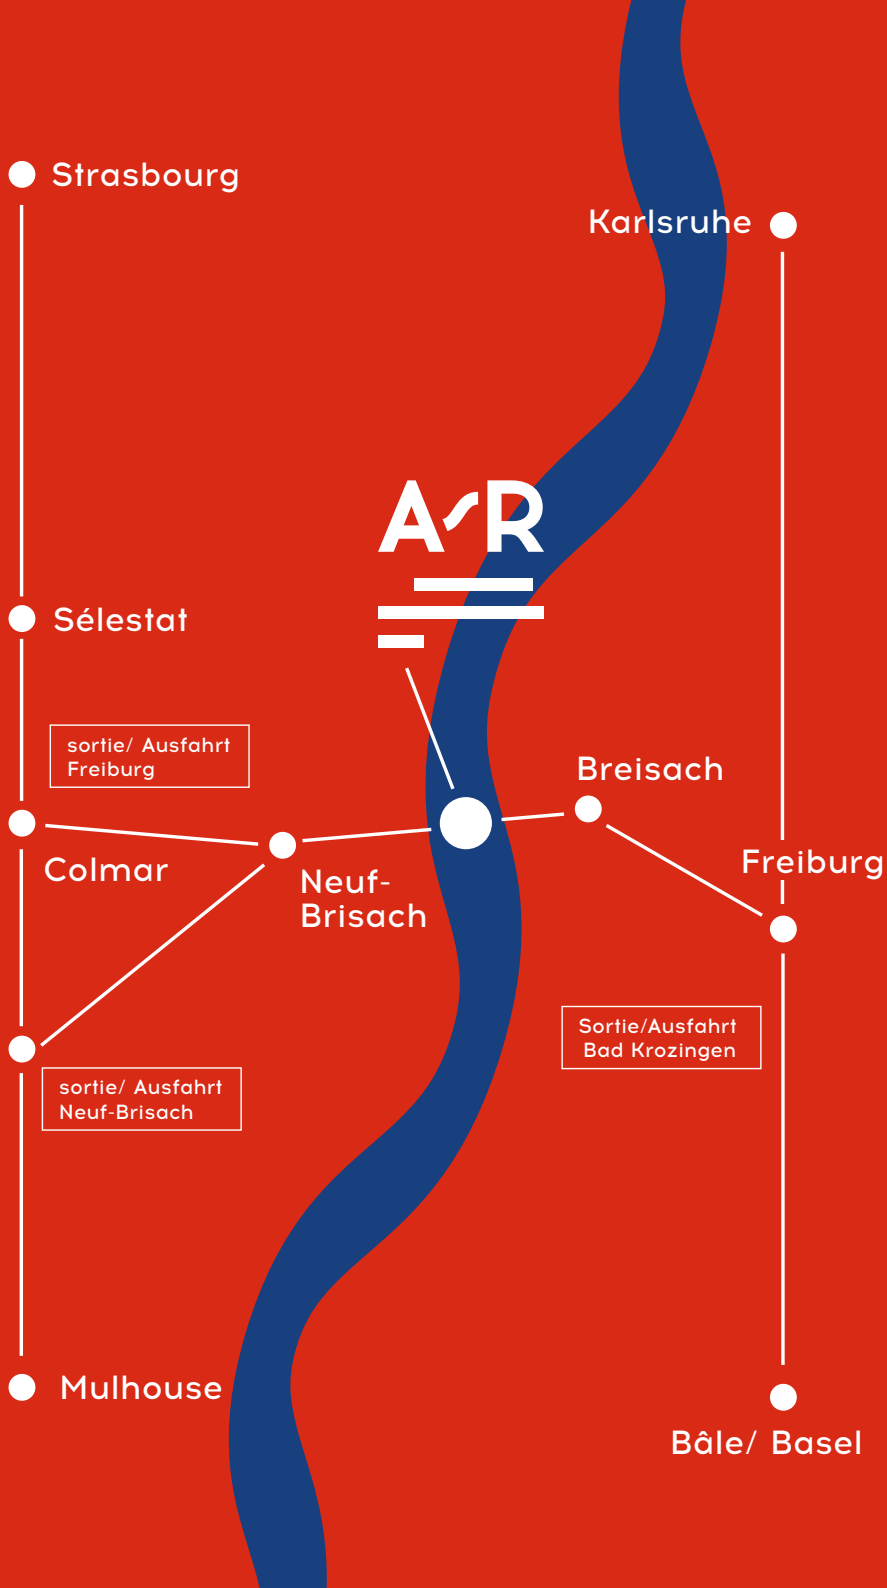 Strasbourg
Karlsruhe
ASR
Sélestat
sortie/ Ausfahrt
Freiburg
Breisach
Colmar
Freiburg
Neuf-
Brisach
Sortie/Ausfahrt
Bad Krozingen
sortie/ Ausfahrt
Neuf-Brisach
Mulhouse
Bâle/ Basel